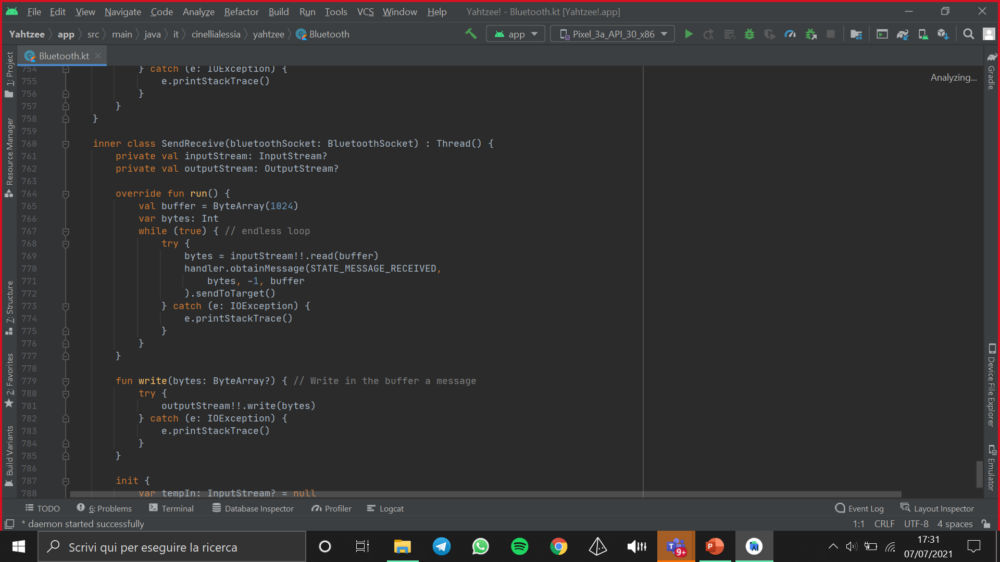 File Edit View Navigate Code Analyze Refactor Build Run Tools VCS Window Help Yahtzee! - Bluetooth.kt [Yahtzee!.app]
Yahtzee app src main java it cinellialessia yahtzee Bluetooth app Pixel_3a_API_30_x86
Bluetooth.kt
Analyzing...
754 } catch (e: IOException) {
755 e.printStackTrace()
756 }
757 }
758 }
759
760 inner class SendReceive(bluetoothSocket: BluetoothSocket) : Thread() {
761 private val inputStream: InputStream?
762 private val outputStream: OutputStream?
763
764 override fun run() {
765 val buffer = ByteArray(1024)
766 var bytes: Int
767 while (true) { // endless loop
768 try {
769 bytes = inputStream!!.read(buffer)
770 handler.obtainMessage(STATE_MESSAGE_RECEIVED,
771 bytes, -1, buffer
772 ).sendToTarget()
773 } catch (e: IOException) {
774 e.printStackTrace()
775 }
776 }
777 }
778
779 fun write(bytes: ByteArray?) { // Write in the buffer a message
780 try {
781 outputStream!!.write(bytes)
782 } catch (e: IOException) {
783 e.printStackTrace()
784 }
785 }
786
787 init {
788 var tempIn: InputStream? = null
1: Project
Resource Manager
7: Structure
2: Favorites
Build Variants
Gradle
Device File Explorer
Emulator
TODO 6: Problems Terminal Database Inspector Profiler Logcat Event Log Layout Inspector
* daemon started successfully 1:1 CRLF UTF-8 4 spaces
Scrivi qui per eseguire la ricerca
T 9+
P
AI
17:31
07/07/2021